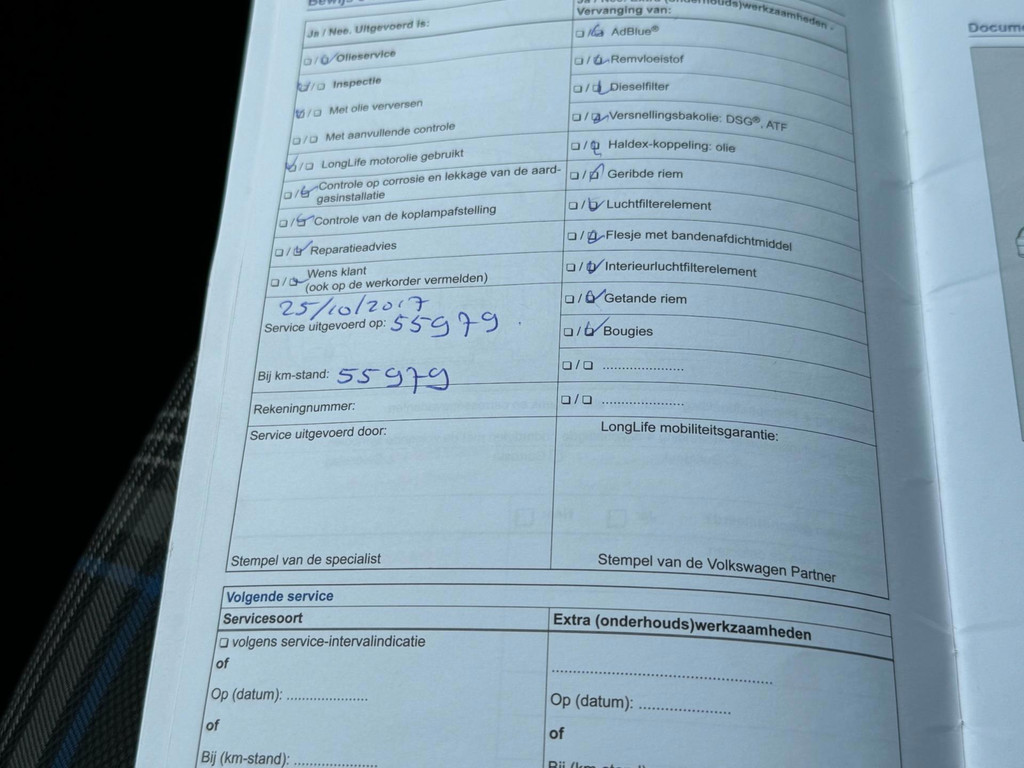 Ja / Nee. Uitgevoerd is:
☐/☑ Olieservice
☑/☐ Inspectie
☑/☐ Met olie verversen
☐/☐ Met aanvullende controle
☑/☐ LongLife motorolie gebruikt
☐/☑ Controle op corrosie en lekkage van de aard-
gasinstallatie
☐/☑ Controle van de koplampafstelling
☐/☑ Reparatieadvies
☐/☑ Wens klant
(ook op de werkorder vermelden)
25/10/2017
Service uitgevoerd op: 55979
Bij km-stand: 55979
Rekeningnummer:
Service uitgevoerd door:
Stempel van de specialist
(onderhouds)werkzaamheden
Vervanging van:
☐/☑ AdBlue®
☐/☑ Remvloeistof
☐/☑ Dieselfilter
☐/☑ Versnellingsbakolie: DSG®, ATF
☐/☑ Haldex-koppeling: olie
☐/☑ Geribde riem
☐/☑ Luchtfilterelement
☐/☑ Flesje met bandenafdichtmiddel
☐/☑ Interieurluchtfilterelement
☐/☑ Getande riem
☐/☑ Bougies
☐/☐ ......................
☐/☐ ......................
LongLife mobiliteitsgarantie:
Stempel van de Volkswagen Partner
Volgende service
Servicesoort
☐ volgens service-intervalindicatie
of
Op (datum): ....................
of
Bij (km-stand): ....................
Extra (onderhouds)werkzaamheden
......................................................
Op (datum): ......................
of